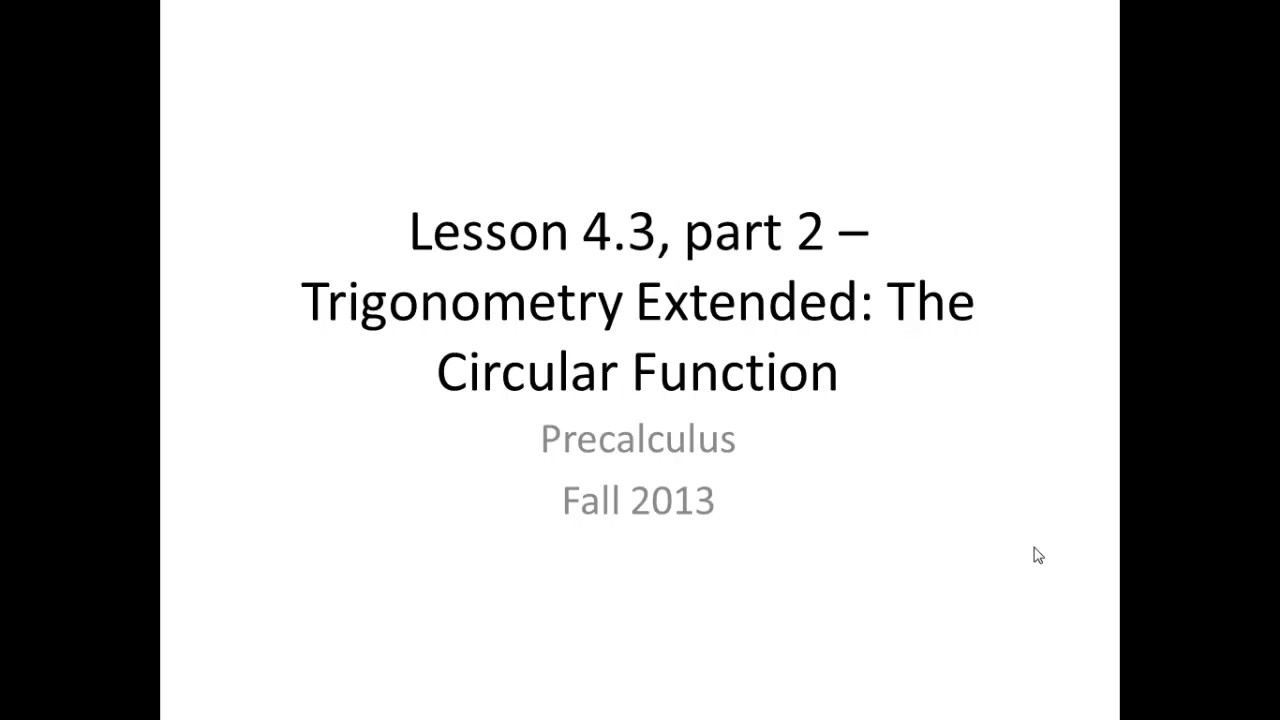 Lesson 4.3, part 2 –
Trigonometry Extended: The
Circular Function
Precalculus
Fall 2013